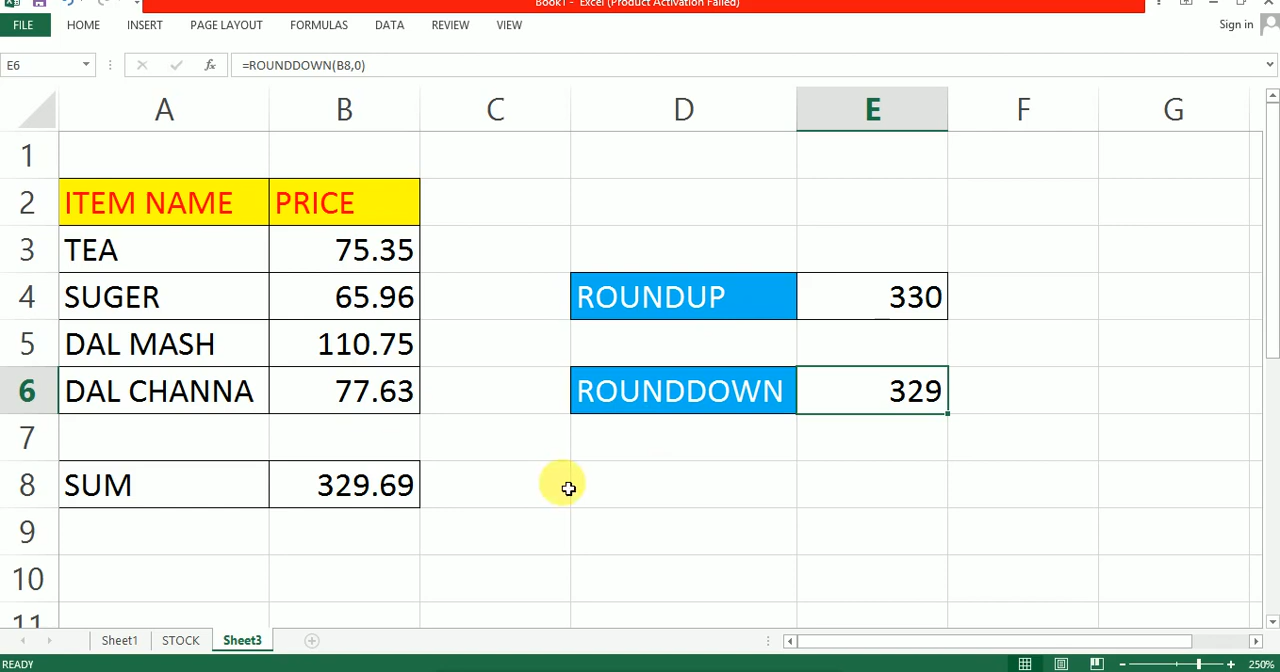 Book1 - Excel (Product Activation Failed)
FILE HOME INSERT PAGE LAYOUT FORMULAS DATA REVIEW VIEW Sign in
E6 fx =ROUNDDOWN(B8,0)
A B C D E F G
1
2 ITEM NAME PRICE
3 TEA 75.35
4 SUGER 65.96 ROUNDUP 330
5 DAL MASH 110.75
6 DAL CHANNA 77.63 ROUNDDOWN 329
7
8 SUM 329.69
9
10
11
Sheet1 STOCK Sheet3
READY 250%